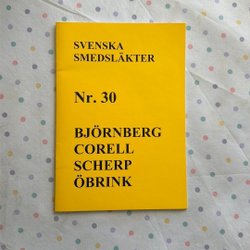 SVENSKA
SMEDSLÄKTER
Nr. 30
BJÖRNBERG
CORELL
SCHERP
ÖBRINK